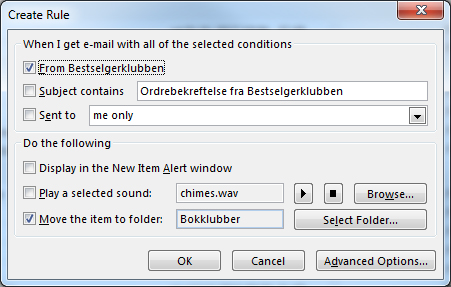 Create Rule
When I get e-mail with all of the selected conditions
From Bestselgerklubben
Subject contains Ordrebekreftelse fra Bestselgerklubben
Sent to me only
Do the following
Display in the New Item Alert window
Play a selected sound: chimes.wav Browse...
Move the item to folder: Bokklubber Select Folder...
OK Cancel Advanced Options...